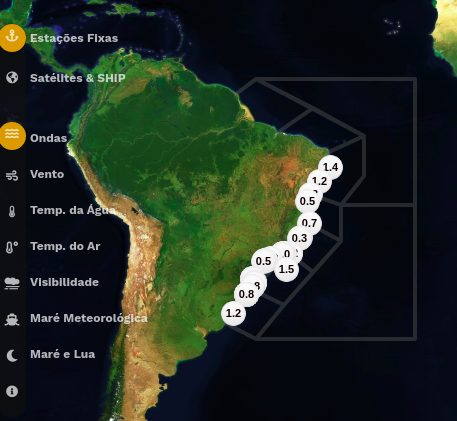 Estações Fixas
Satélites & SHIP
Ondas
Vento
Temp. da Água
Temp. do Ar
Visibilidade
Maré Meteorológica
Maré e Lua
1.4
1.2
0.5
0.7
0.3
0.5
1.5
0.8
1.2